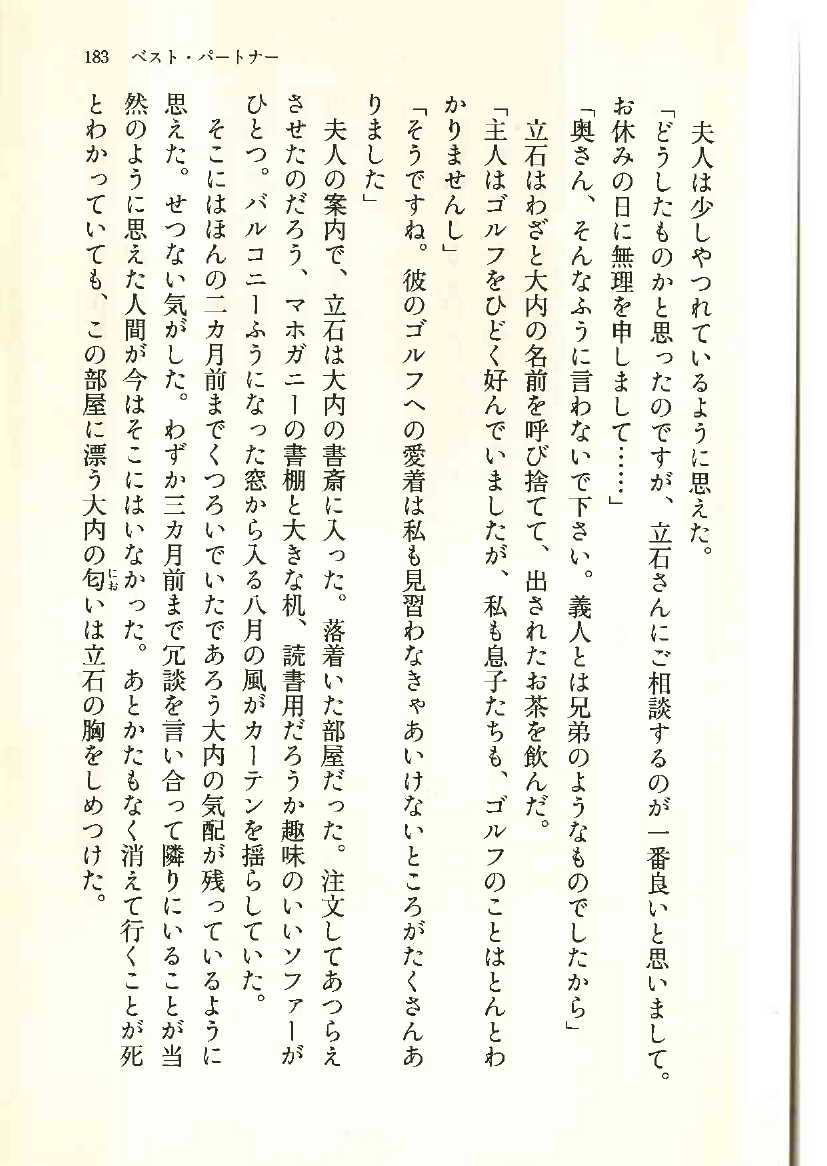 183 ベスト・パートナー
夫人は少しやつれているように思えた。
「どうしたものかと思ったのですが、立石さんにご相談するのが一番良いと思いまして。
お休みの日に無理を申しまして……」
「奥さん、そんなふうに言わないで下さい。義人とは兄弟のようなものでしたから」
立石はわざと大内の名前を呼び捨てて、出されたお茶を飲んだ。
「主人はゴルフをひどく好んでいましたが、私も息子たちも、ゴルフのことはとんとわ
かりませんし」
「そうですね。彼のゴルフへの愛着は私も見習わなきゃあいけないところがたくさんあ
りました」
夫人の案内で、立石は大内の書斎に入った。落着いた部屋だった。注文してあつらえ
させたのだろう、マホガニーの書棚と大きな机、読書用だろうか趣味のいいソファーが
ひとつ。バルコニーふうになった窓から入る八月の風がカーテンを揺らしていた。
そこにはほんの二カ月前までくつろいでいたであろう大内の気配が残っているように
思えた。せつない気がした。わずか三カ月前まで冗談を言い合って隣りにいることが当
然のように思えた人間が今はそこにはいなかった。あとかたもなく消えて行くことが死
とわかっていても、この部屋に漂う大内の匂いは立石の胸をしめつけた。
にお